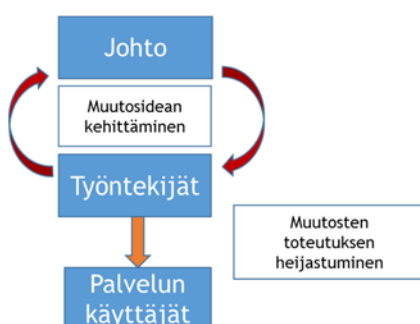 Johto
Muutosidean
kehittäminen
Työntekijät
Muutosten
toteutuksen
heijastuminen
Palvelun
käyttäjät